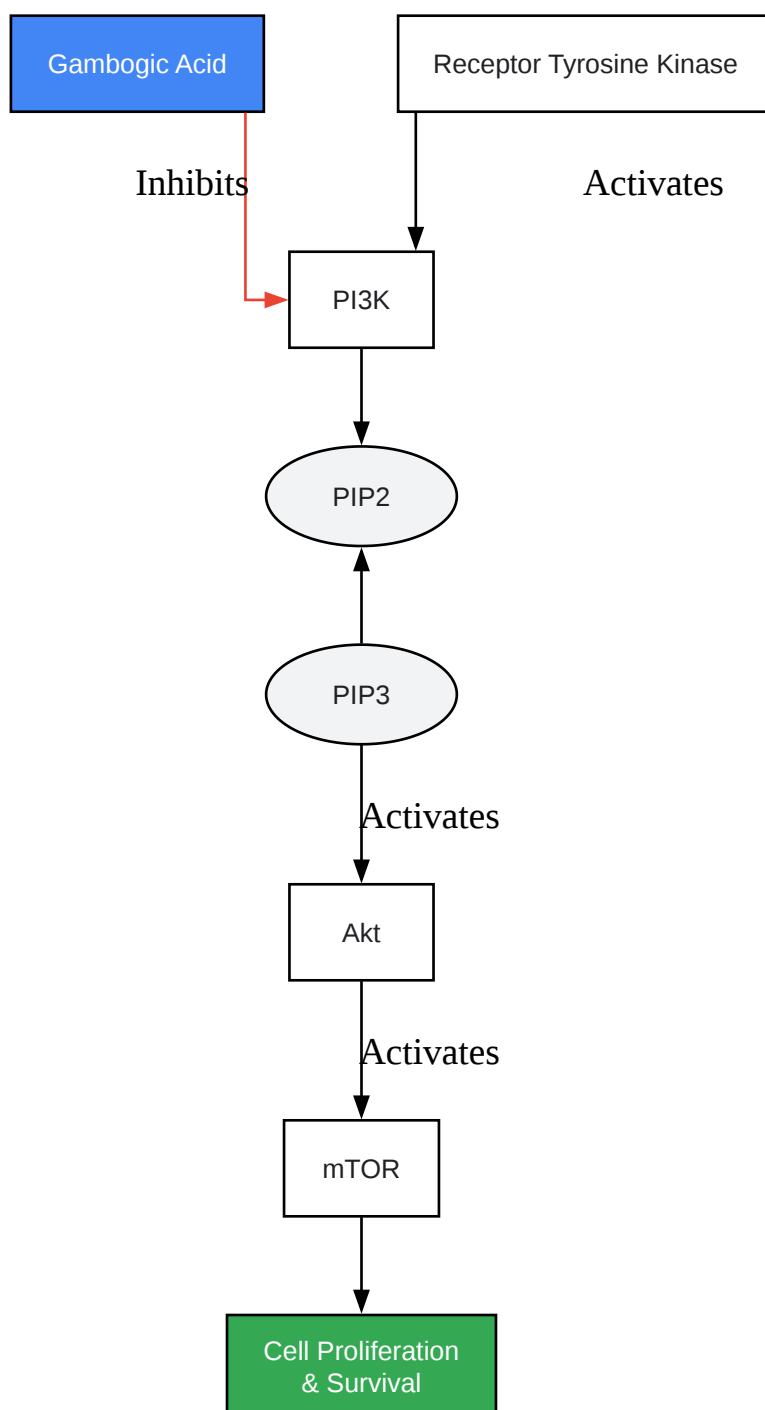 Gambogic Acid
Receptor Tyrosine Kinase
Inhibits
Activates
PI3K
PIP2
PIP3
Activates
Akt
Activates
mTOR
Cell Proliferation
& Survival